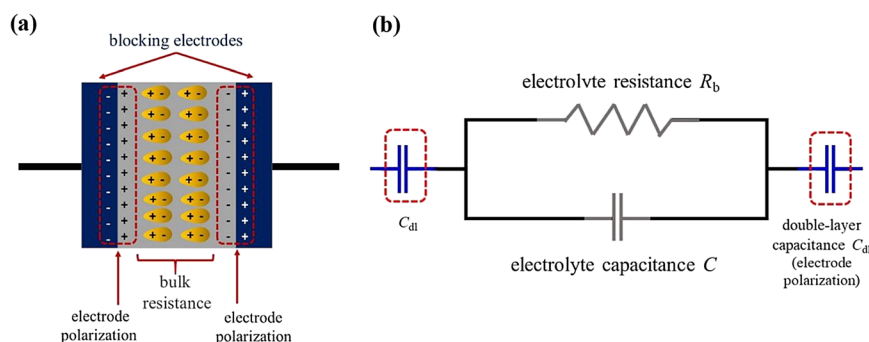 (a)
blocking electrodes
bulk
resistance
electrode
polarization
electrode
polarization
(b)
electrolyte resistance Rb
Cdl
electrolyte capacitance C
double-layer
capacitance Cdl
(electrode
polarization)